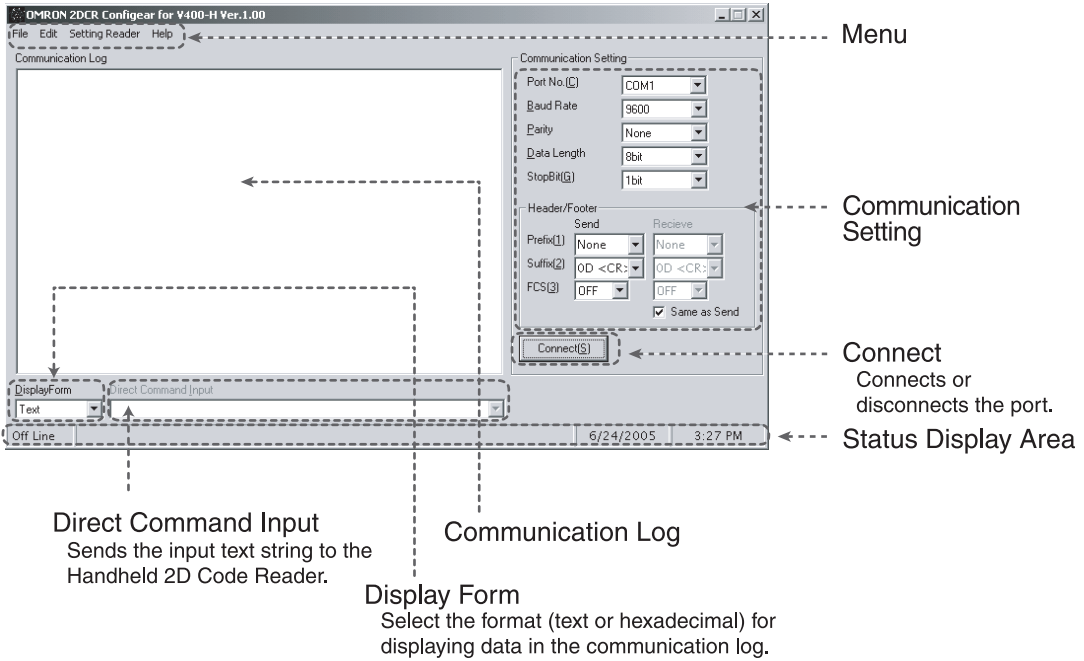 OMRON 2DCR Configear for V400-H Ver.1.00
File Edit Setting Reader Help
Menu
Communication Log
Communication Setting
Port No.(C) COM1
Baud Rate 9600
Parity None
Data Length 8bit
StopBit(G) 1bit
Communication
Setting
Header/Footer
Send Recieve
Prefix(1) None None
Suffix(2) 0D <CR> 0D <CR>
FCS(3) OFF OFF
Same as Send
Connect(S)
Connect
Connects or
disconnects the port.
DisplayForm Direct Command Input
Text
Off Line 6/24/2005 3:27 PM
Status Display Area
Direct Command Input
Sends the input text string to the
Handheld 2D Code Reader.
Communication Log
Display Form
Select the format (text or hexadecimal) for
displaying data in the communication log.